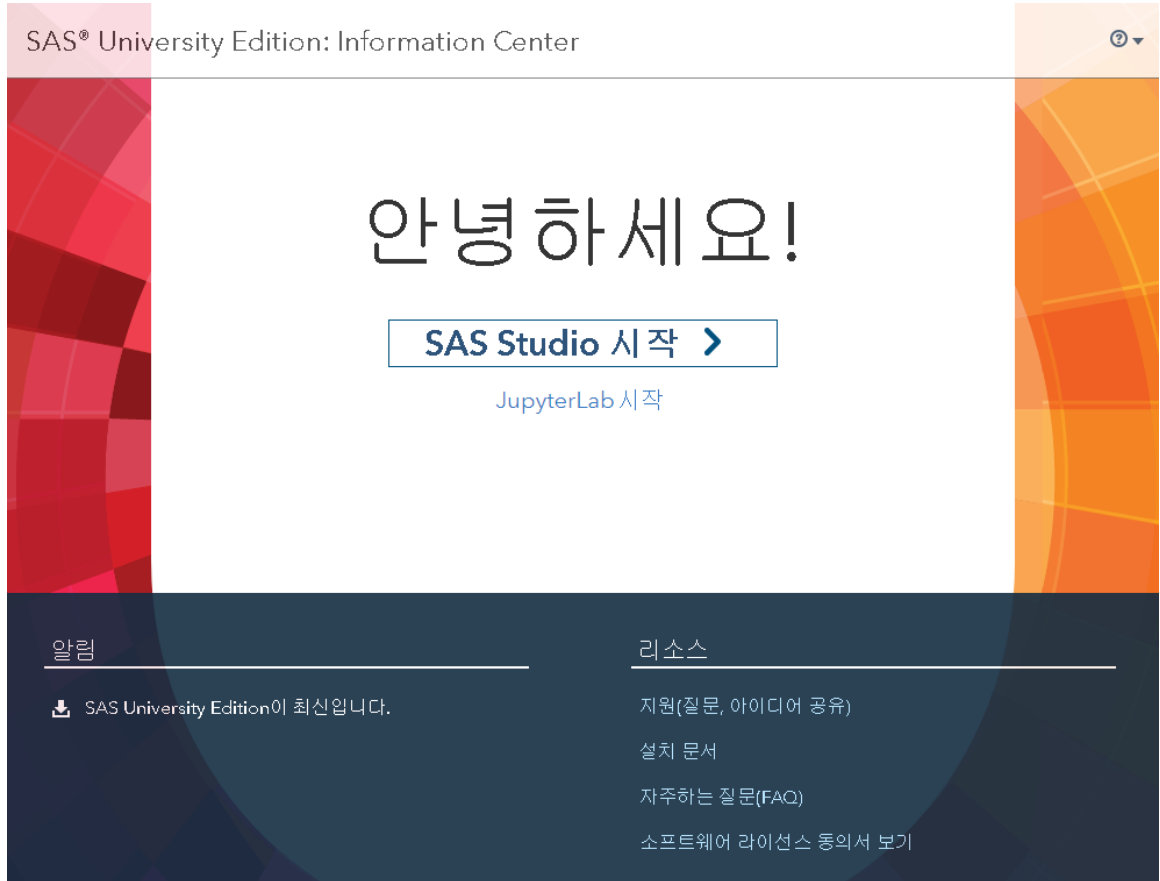 SAS® University Edition: Information Center
안녕하세요!
SAS Studio 시작
JupyterLab 시작
알림
SAS University Edition이 최신입니다.
리소스
지원(질문, 아이디어 공유)
설치 문서
자주하는 질문(FAQ)
소프트웨어 라이선스 동의서 보기